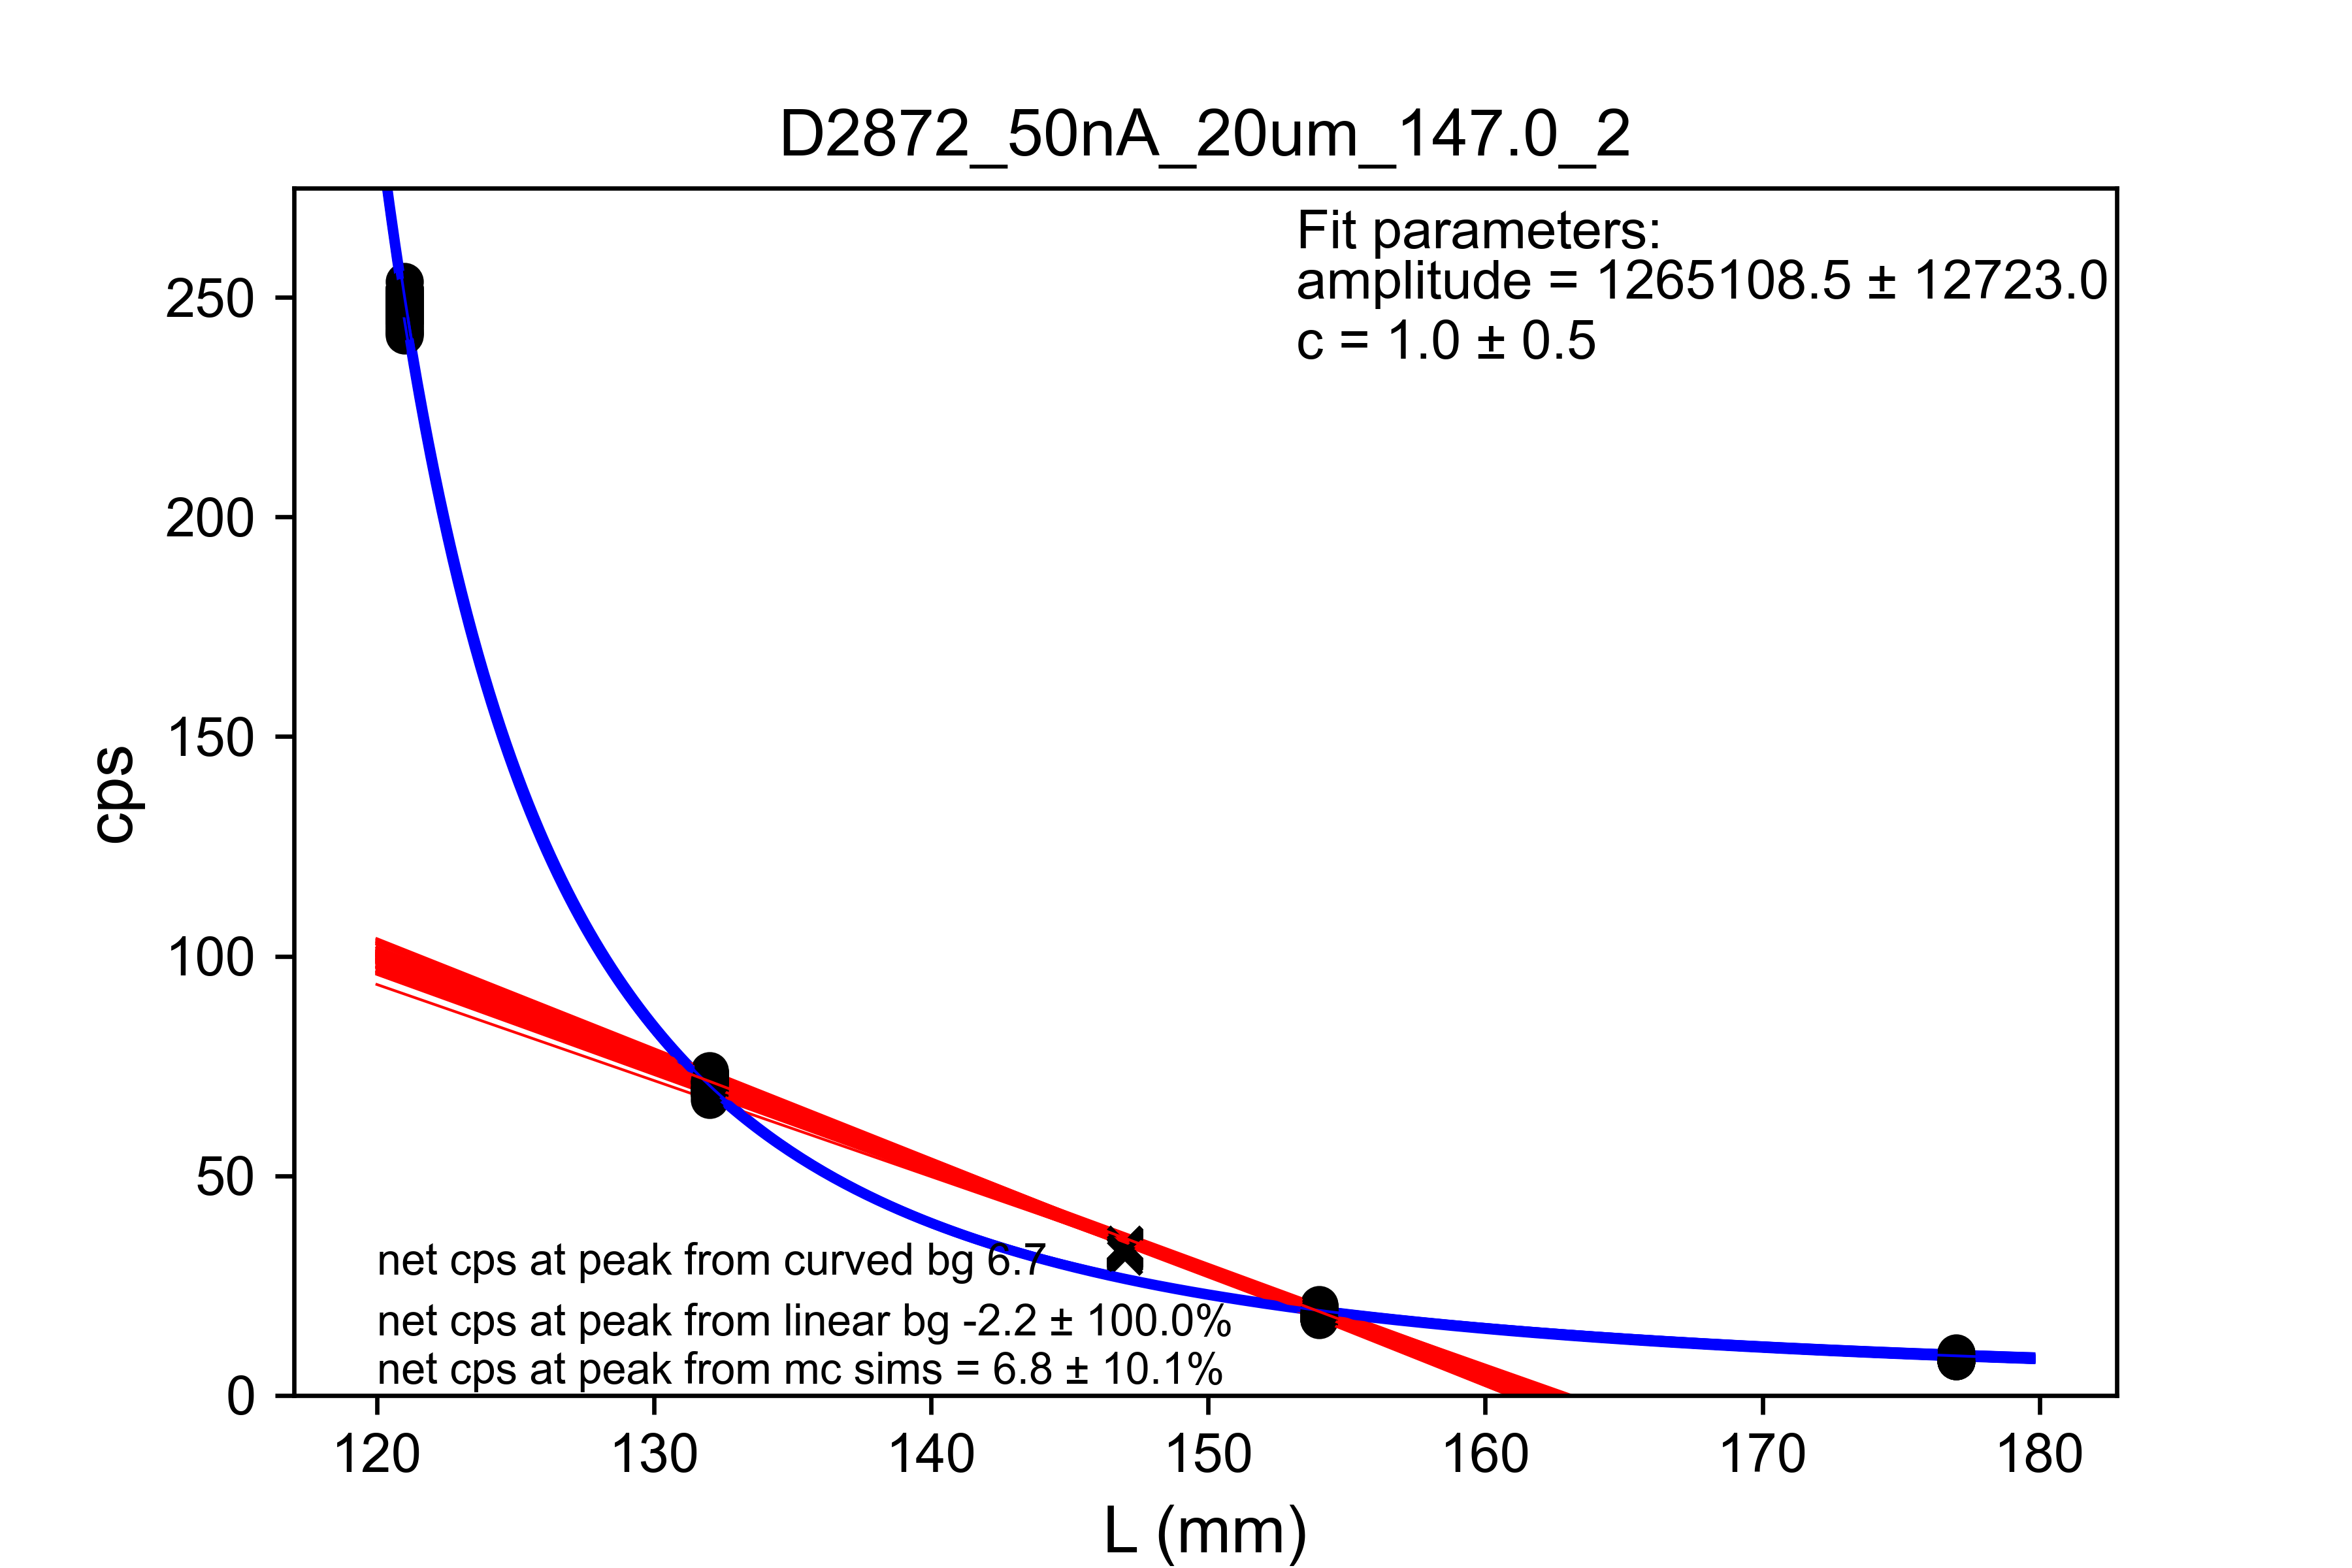 D2872_50nA_20um_147.0_2
Fit parameters:
amplitude = 1265108.5 ± 12723.0
c = 1.0 ± 0.5
250
200
150
100
50
0
cps
net cps at peak from curved bg 6.7
net cps at peak from linear bg -2.2 ± 100.0%
net cps at peak from mc sims = 6.8 ± 10.1%
120 130 140 150 160 170 180
L (mm)